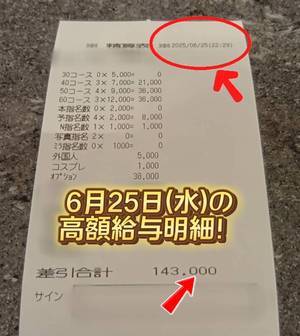 精算表 2025/06/25(22:29)
30コース 0× 5,000= 0
40コース 3× 7,000= 21,000
50コース 4× 9,000= 36,000
60コース 3×12,000= 36,000
本指名数 0× 2,000= 0
予指名数 4× 2,000= 8,000
N指名数 1× 1,000= 1,000
写真指名 2× 0= 0
ミラ指名数 0× 1000= 0
外国人 5,000
コスプレ 1,000
オプション 36,000
6月25日(水)の
高額給与明細!
差引合計 143,000
サイン